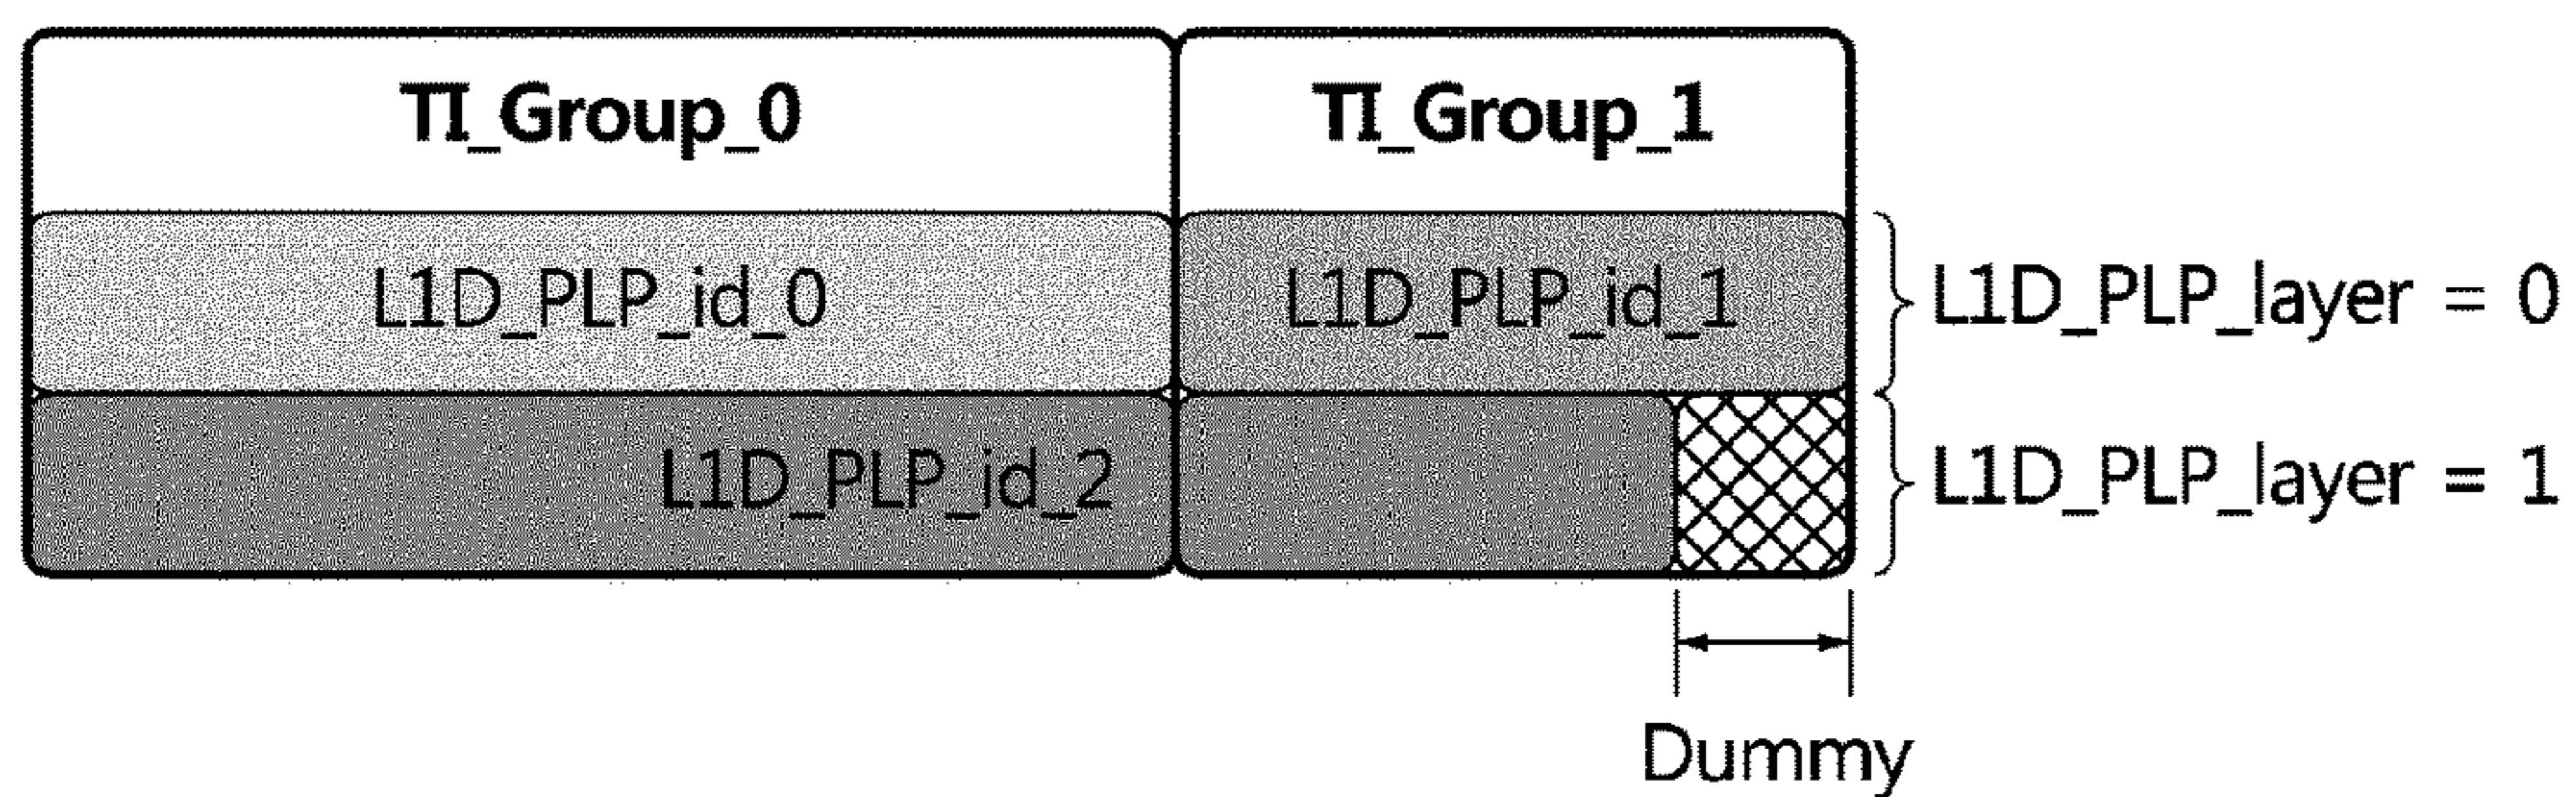 TI_Group_0 TI_Group_1
L1D_PLP_id_0 L1D_PLP_id_1 L1D_PLP_layer = 0
L1D_PLP_id_2 L1D_PLP_layer = 1
Dummy